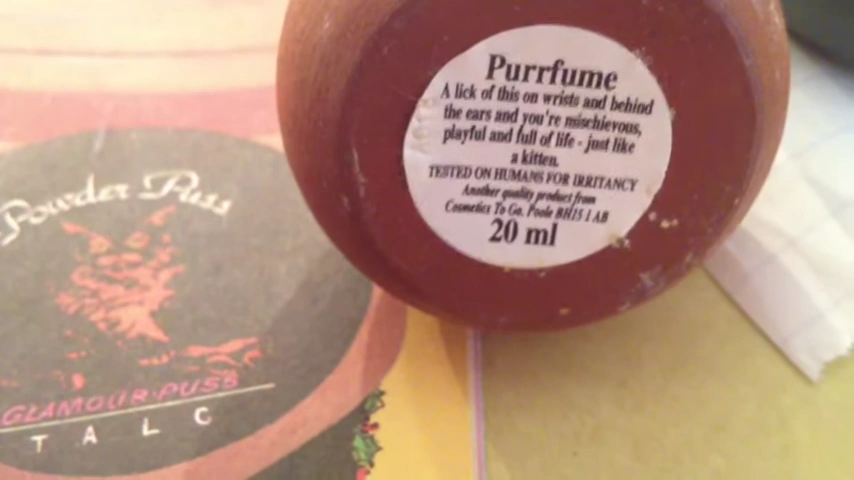 Purrfume
A lick of this on wrists and behind
the ears and you're mischievous,
playful and full of life - just like
a kitten.
TESTED ON HUMANS FOR IRRITANCY
Another quality product from
Cosmetics To Go. Poole BH15 1 AB
20 ml
Powder Puss
GLAMOUR·PUSS
TALC